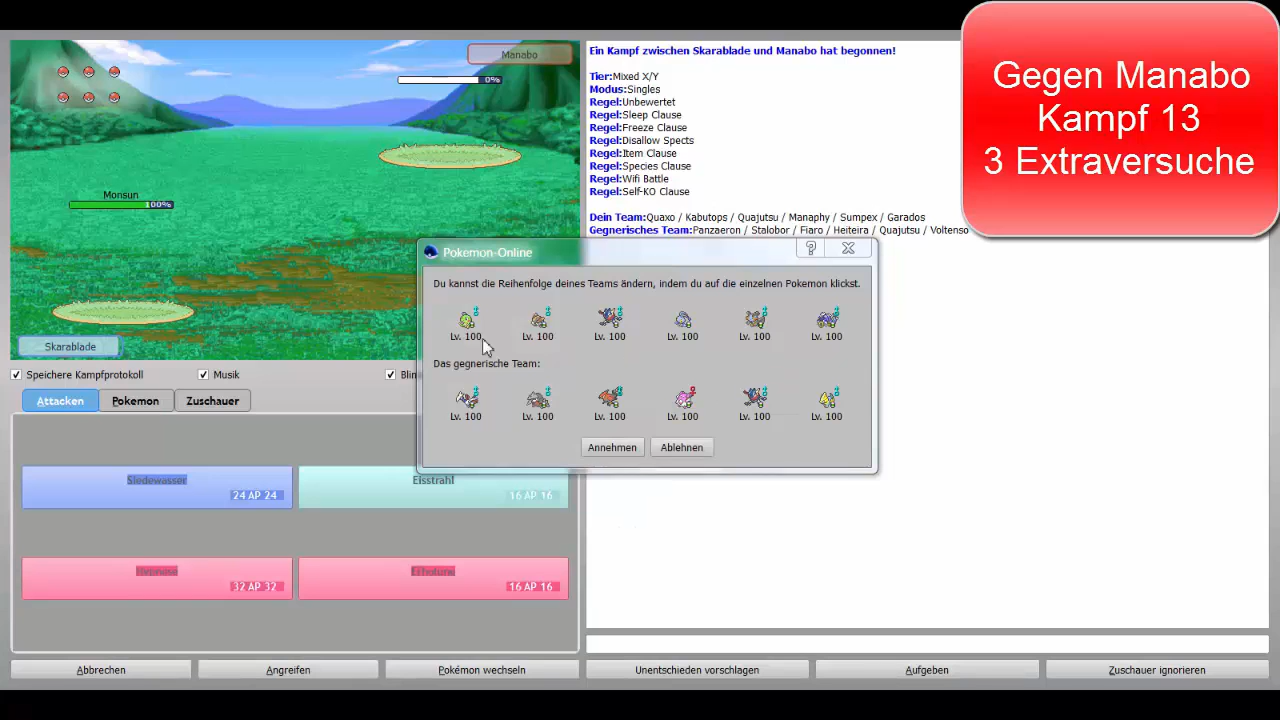 Manabo
0%
Monsun
100%
Skarablade
Speichere Kampfprotokoll
Musik
Attacken
Pokemon
Zuschauer
Siedewasser
24 AP 24
Eisstrahl
16 AP 16
Hypnose
32 AP 32
Erholung
16 AP 16
Abbrechen
Angreifen
Pokémon wechseln
Ein Kampf zwischen Skarablade und Manabo hat begonnen!
Tier:Mixed X/Y
Modus:Singles
Regel:Unbewertet
Regel:Sleep Clause
Regel:Freeze Clause
Regel:Disallow Spects
Regel:Item Clause
Regel:Species Clause
Regel:Wifi Battle
Regel:Self-KO Clause
Dein Team:Quaxo / Kabutops / Quajutsu / Manaphy / Sumpex / Garados
Gegnerisches Team:Panzaeron / Stalobor / Fiaro / Heiteira / Quajutsu / Voltenso
Pokemon-Online
?
Du kannst die Reihenfolge deines Teams ändern, indem du auf die einzelnen Pokemon klickst.
Lv. 100 Lv. 100 Lv. 100 Lv. 100 Lv. 100 Lv. 100
Das gegnerische Team:
Lv. 100 Lv. 100 Lv. 100 Lv. 100 Lv. 100 Lv. 100
Annehmen
Ablehnen
Unentschieden vorschlagen
Aufgeben
Zuschauer ignorieren
Gegen Manabo
Kampf 13
3 Extraversuche